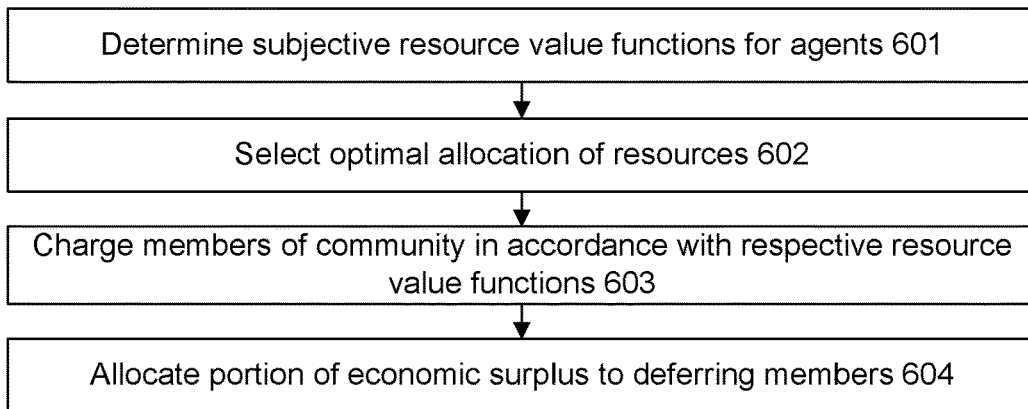 Determine subjective resource value functions for agents 601
Select optimal allocation of resources 602
Charge members of community in accordance with respective resource
value functions 603
Allocate portion of economic surplus to deferring members 604